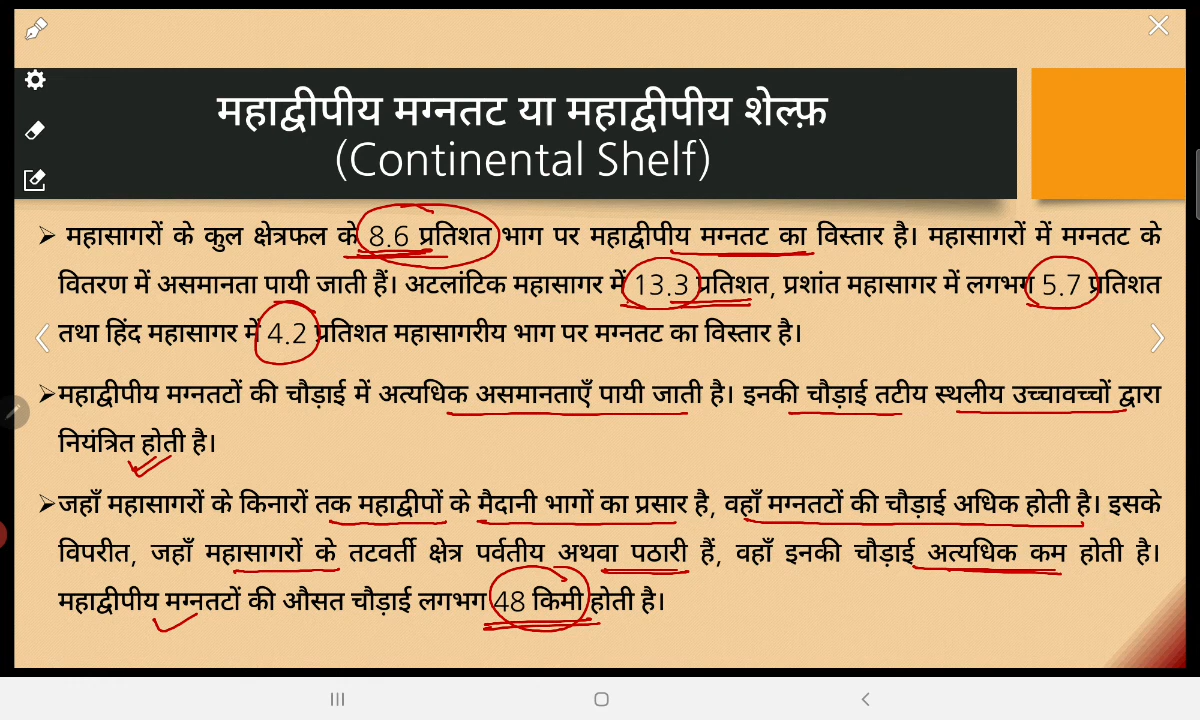 महाद्वीपीय मग्नतट या महाद्वीपीय शेल्फ़
(Continental Shelf)
➢ महासागरों के कुल क्षेत्रफल के 8.6 प्रतिशत भाग पर महाद्वीपीय मग्नतट का विस्तार है। महासागरों में मग्नतट के
वितरण में असमानता पायी जाती हैं। अटलांटिक महासागर में 13.3 प्रतिशत, प्रशांत महासागर में लगभग 5.7 प्रतिशत
तथा हिंद महासागर में 4.2 प्रतिशत महासागरीय भाग पर मग्नतट का विस्तार है।
➢महाद्वीपीय मग्नतटों की चौड़ाई में अत्यधिक असमानताएँ पायी जाती है। इनकी चौड़ाई तटीय स्थलीय उच्चावच्चों द्वारा
नियंत्रित होती है।
➢जहाँ महासागरों के किनारों तक महाद्वीपों के मैदानी भागों का प्रसार है, वहाँ मग्नतटों की चौड़ाई अधिक होती है। इसके
विपरीत, जहाँ महासागरों के तटवर्ती क्षेत्र पर्वतीय अथवा पठारी हैं, वहाँ इनकी चौड़ाई अत्यधिक कम होती है।
महाद्वीपीय मग्नतटों की औसत चौड़ाई लगभग 48 किमी होती है।